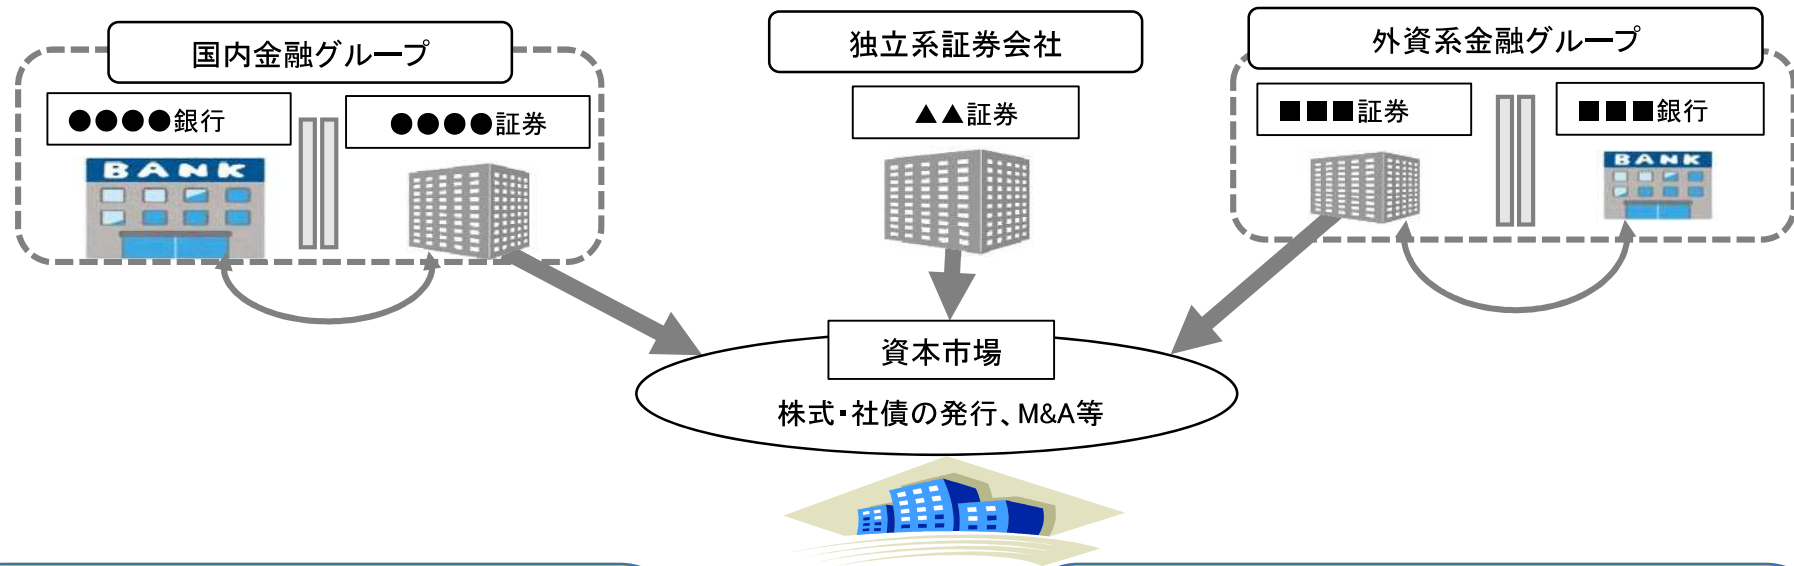 国内金融グループ
独立系証券会社
外資系金融グループ
●●●●銀行
●●●●証券
▲▲証券
■■■証券
■■■銀行
BANK
BANK
資本市場
株式・社債の発行、M&A等